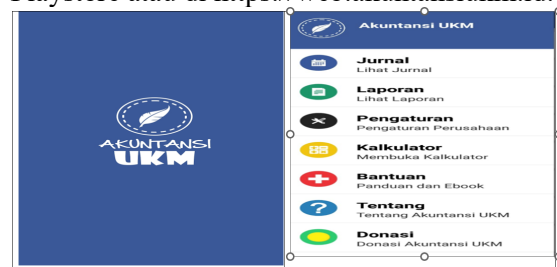 AKUNTANSI
UKM
Akuntansi UKM
Jurnal
Lihat Jurnal
Laporan
Lihat Laporan
Pengaturan
Pengaturan Perusahaan
Kalkulator
Membuka Kalkulator
Bantuan
Panduan dan Ebook
Tentang
Tentang Akuntansi UKM
Donasi
Donasi Akuntansi UKM